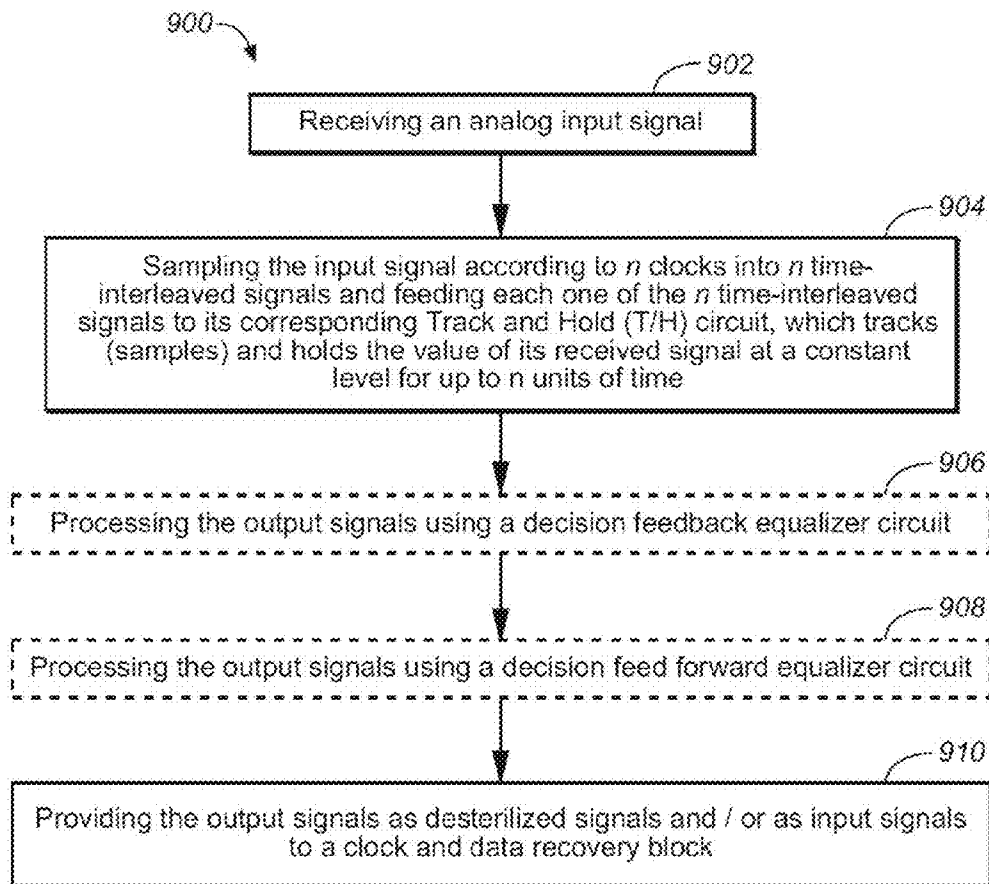 900
902
Receiving an analog input signal
904
Sampling the input signal according to n clocks into n time-
interleaved signals and feeding each one of the n time-interleaved
signals to its corresponding Track and Hold (T/H) circuit, which tracks
(samples) and holds the value of its received signal at a constant
level for up to n units of time
906
Processing the output signals using a decision feedback equalizer circuit
908
Processing the output signals using a decision feed forward equalizer circuit
910
Providing the output signals as desterilized signals and / or as input signals
to a clock and data recovery block